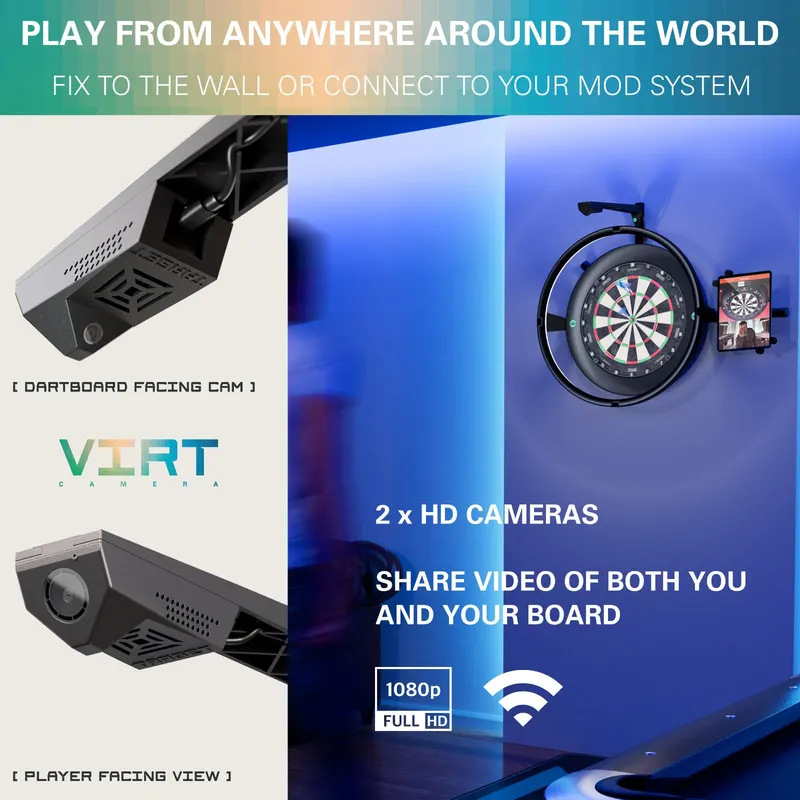 PLAY FROM ANYWHERE AROUND THE WORLD
FIX TO THE WALL OR CONNECT TO YOUR MOD SYSTEM
TARGET
[ DARTBOARD FACING CAM ]
VIRT
CAMERA
2 x HD CAMERAS
SHARE VIDEO OF BOTH YOU
AND YOUR BOARD
1080p
FULL HD
[ PLAYER FACING VIEW ]